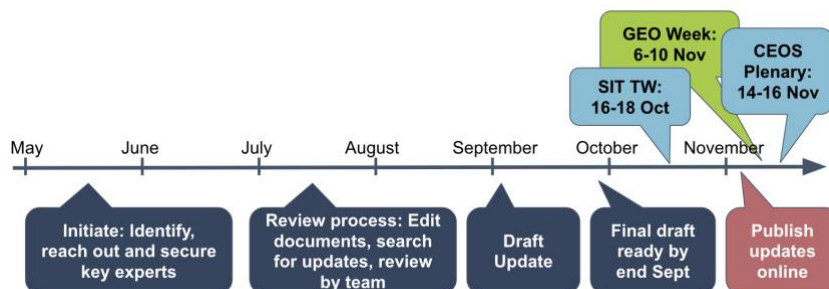 GEO Week:
6-10 Nov
CEOS
Plenary:
14-16 Nov
SIT TW:
16-18 Oct
May
June
July
August
September
October
November
Initiate: Identify,
reach out and secure
key experts
Review process: Edit
documents, search
for updates, review
by team
Draft
Update
Final draft
ready by
end Sept
Publish
updates
online